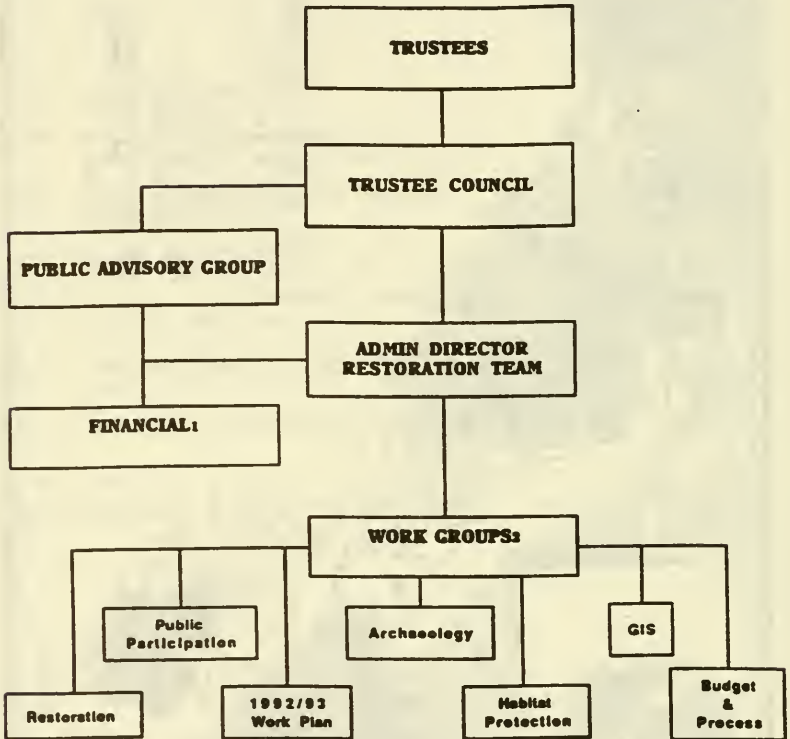 TRUSTEES
TRUSTEE COUNCIL
PUBLIC ADVISORY GROUP
ADMIN DIRECTOR
RESTORATION TEAM
FINANCIAL1
WORK GROUPS2
Public
Participation
Archaeology
GIS
Restoration
1992/93
Work Plan
Habitat
Protection
Budget
&
Process